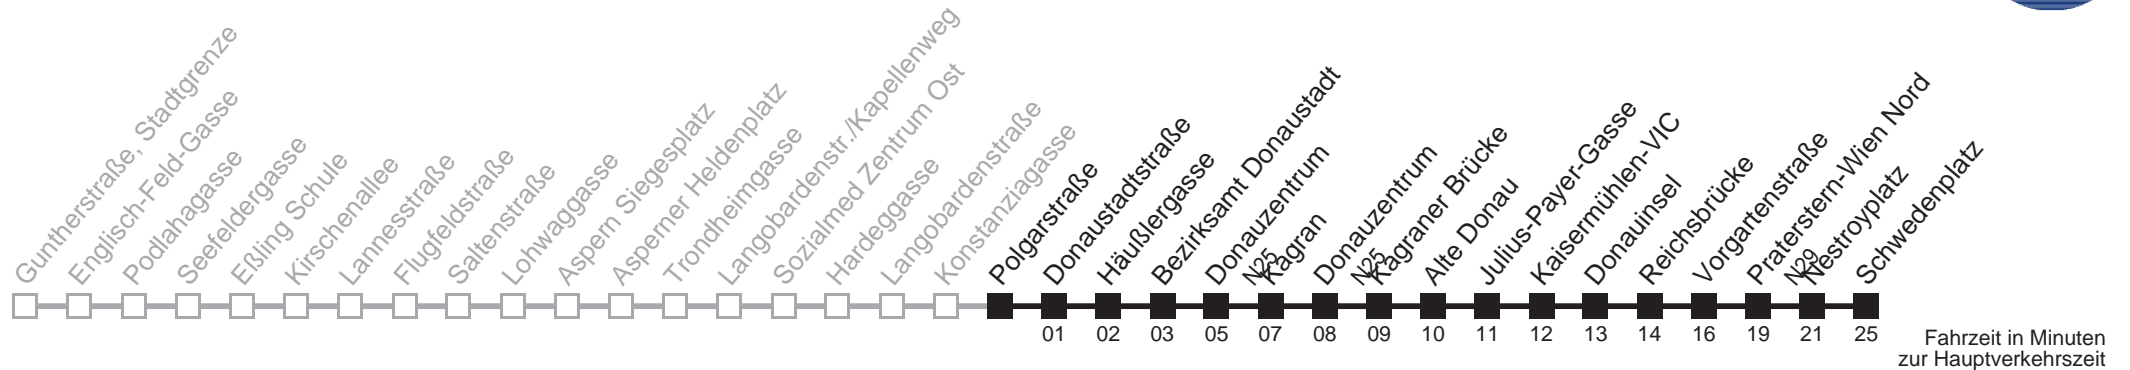 Guntherstraße, Stadtgrenze
Englisch-Feld-Gasse
Podlahagasse
Seefeldergasse
Eßling Schule
Kirschenallee
Lannesstraße
Flugfeldstraße
Saltenstraße
Lohwaggasse
Aspern Siegesplatz
Asperner Heldenplatz
Trondheimgasse
Langobardenstr./Kapellenweg
Sozialmed Zentrum Ost
Hardeggasse
Langobardenstraße
Konstanziagasse
Polgarstraße
Donaustadtstraße
Häußlergasse
Bezirksamt Donaustadt
Donauzentrum
N25
Kagran
Donauzentrum
N25
Kagraner Brücke
Alte Donau
Julius-Payer-Gasse
Kaisermühlen-VIC
Donauinsel
Reichsbrücke
Vorgartenstraße
Praterstern-Wien Nord
N29
Nestroyplatz
Schwedenplatz
01 02 03 05 07 08 09 10 11 12 13 14 16 19 21 25
Fahrzeit in Minuten
zur Hauptverkehrszeit